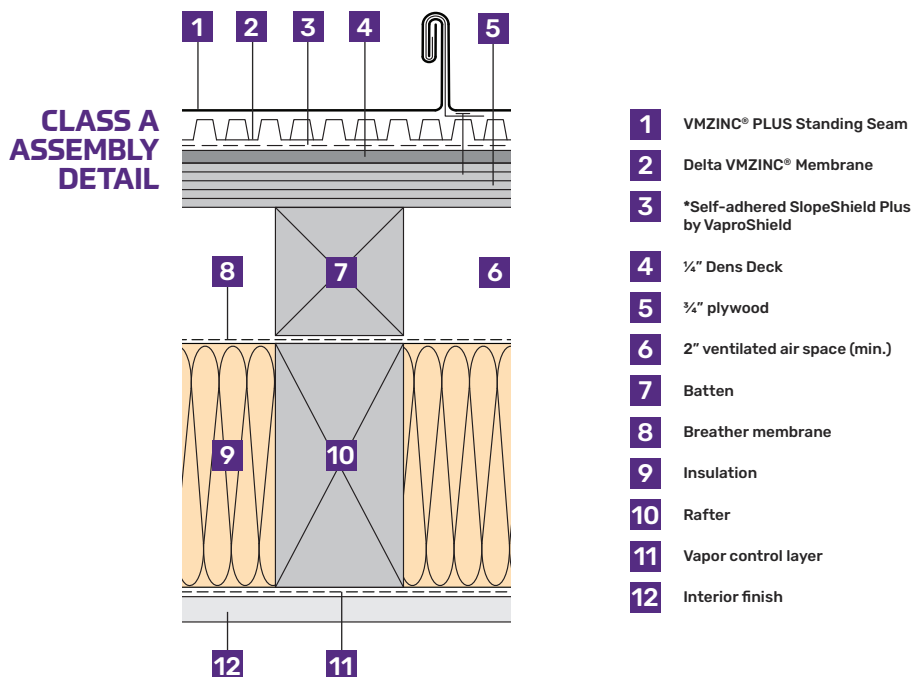 1 2 3 4 5
CLASS A
ASSEMBLY
DETAIL
8 7 6
9 10
12 11
1 VMZINC® PLUS Standing Seam
2 Delta VMZINC® Membrane
3 *Self-adhered SlopeShield Plus
by VaproShield
4 ¼” Dens Deck
5 ¾” plywood
6 2” ventilated air space (min.)
7 Batten
8 Breather membrane
9 Insulation
10 Rafter
11 Vapor control layer
12 Interior finish